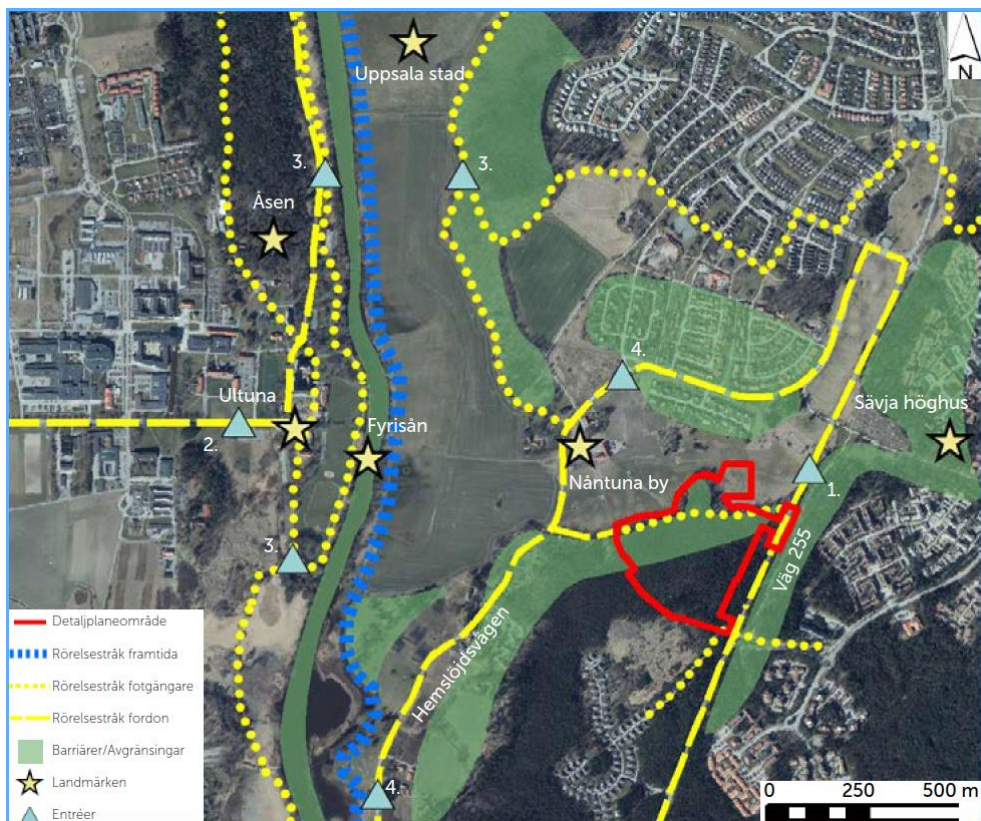 Uppsala stad
N
3.
3.
Åsen
4.
Ultuna
2.
Fyrisån
Sävja höghus
Nåntuna by
1.
3.
Väg 255
Hemslöjdsvägen
4.
Detaljplaneområde
Rörelsestråk framtida
Rörelsestråk fotgängare
Rörelsestråk fordon
Barriärer/Avgränsingar
Landmärken
Entréer
0 250 500 m